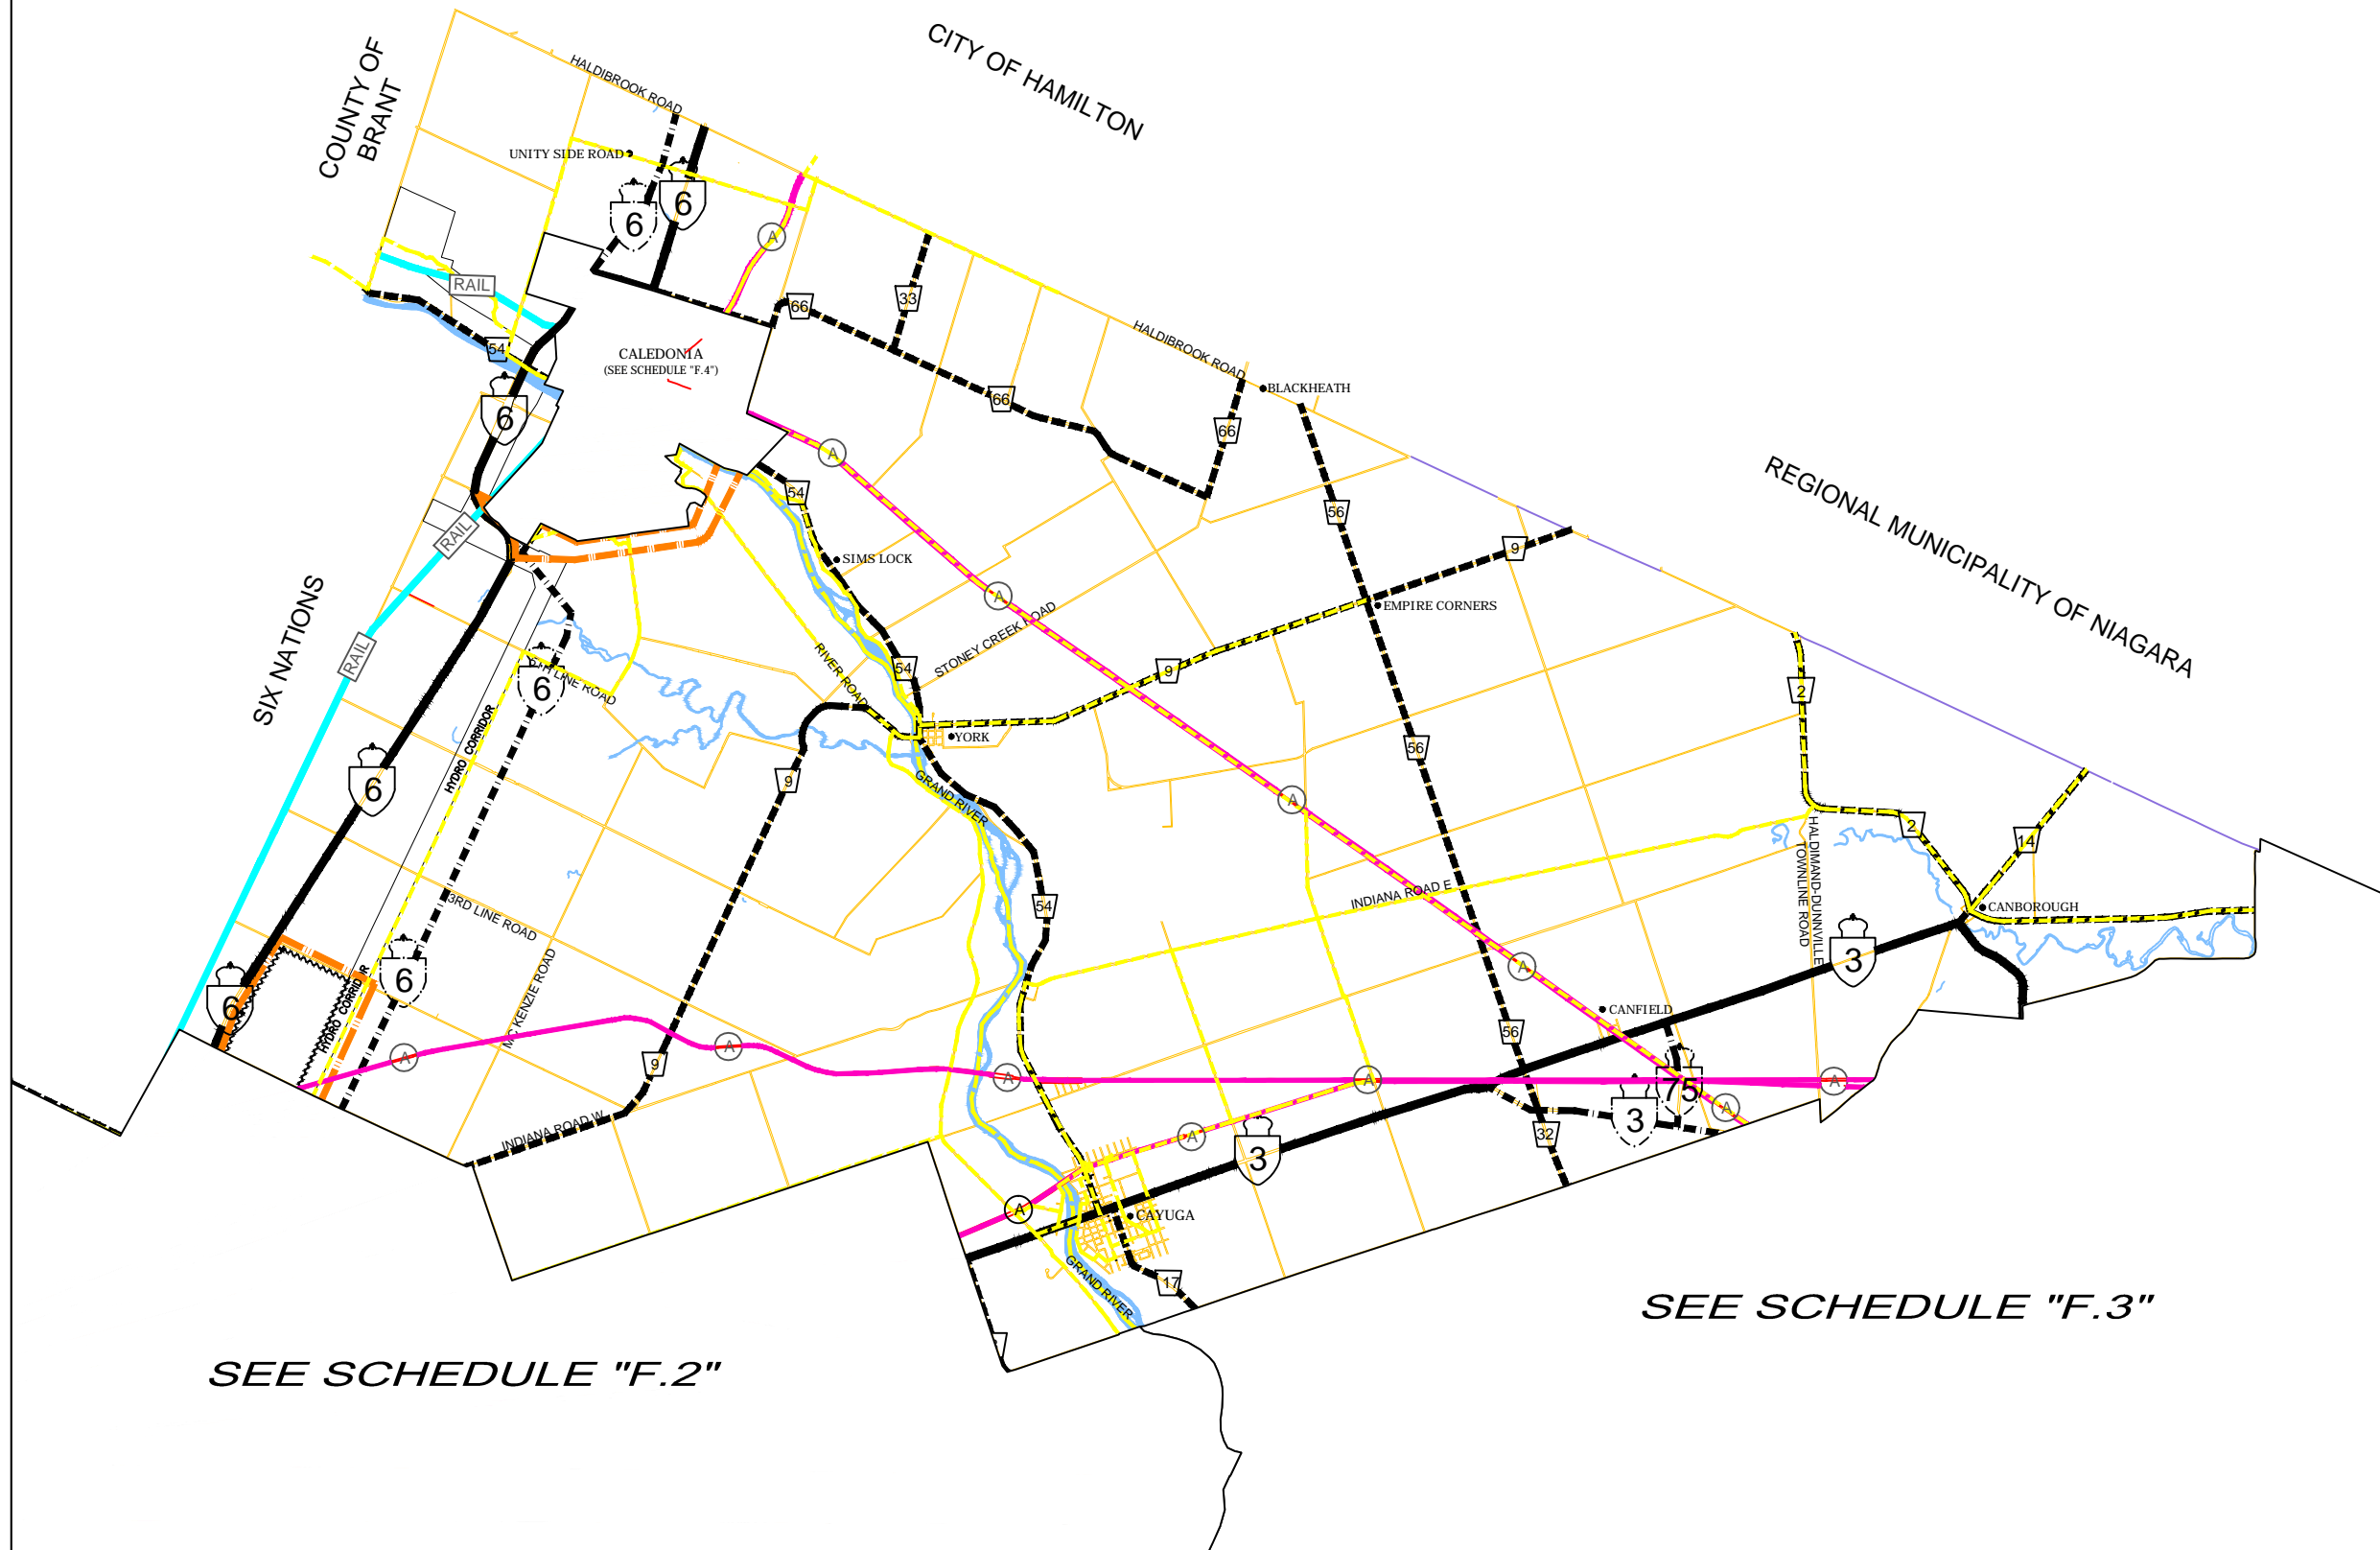 CITY OF HAMILTON
COUNTY OF
BRANT
HALDIBROOK ROAD
UNITY SIDE ROAD
6
6
A
RAIL
66
33
54
CALEDONIA
(SEE SCHEDULE "F.4")
HALDIBROOK ROAD
BLACKHEATH
66
66
6
A
54
56
REGIONAL MUNICIPALITY OF NIAGARA
RAIL
SIMS LOCK
9
A
EMPIRE CORNERS
STONEY CREEK ROAD
SIX NATIONS
RAIL
RIVER ROAD
54
9
6TH LINE ROAD
6
2
HYDRO CORRIDOR
YORK
56
6
9
GRAND RIVER
A
2
14
HALDIMAND-DUNNVILLE
TOWNLINE ROAD
INDIANA ROAD E
54
CANBOROUGH
3RD LINE ROAD
3
A
6
MC KENZIE ROAD
HYDRO CORRIDOR
6
CANFIELD
56
A
A
9
A
A
75
A
A
3
32
INDIANA ROAD W
A
3
A
CAYUGA
GRAND RIVER
17
SEE SCHEDULE "F.3"
SEE SCHEDULE "F.2"